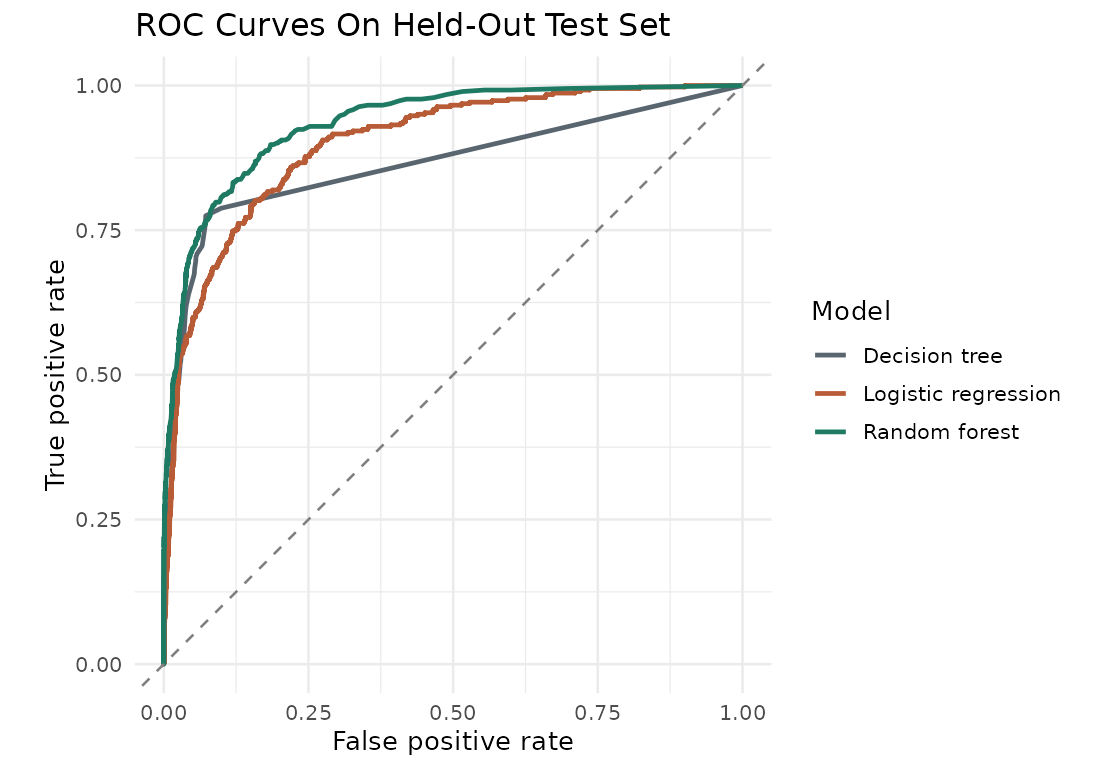 ROC Curves On Held-Out Test Set
True positive rate
1.00
0.75
0.50
0.25
0.00
0.00
0.25
0.50
0.75
1.00
False positive rate
Model
Decision tree
Logistic regression
Random forest